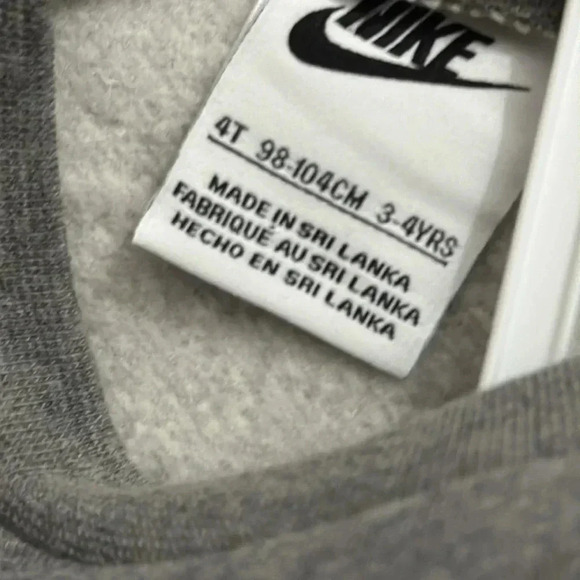 NIKE
4T 98-104CM 3-4YRS
MADE IN SRI LANKA
FABRIQUÉ AU SRI LANKA
HECHO EN SRI LANKA